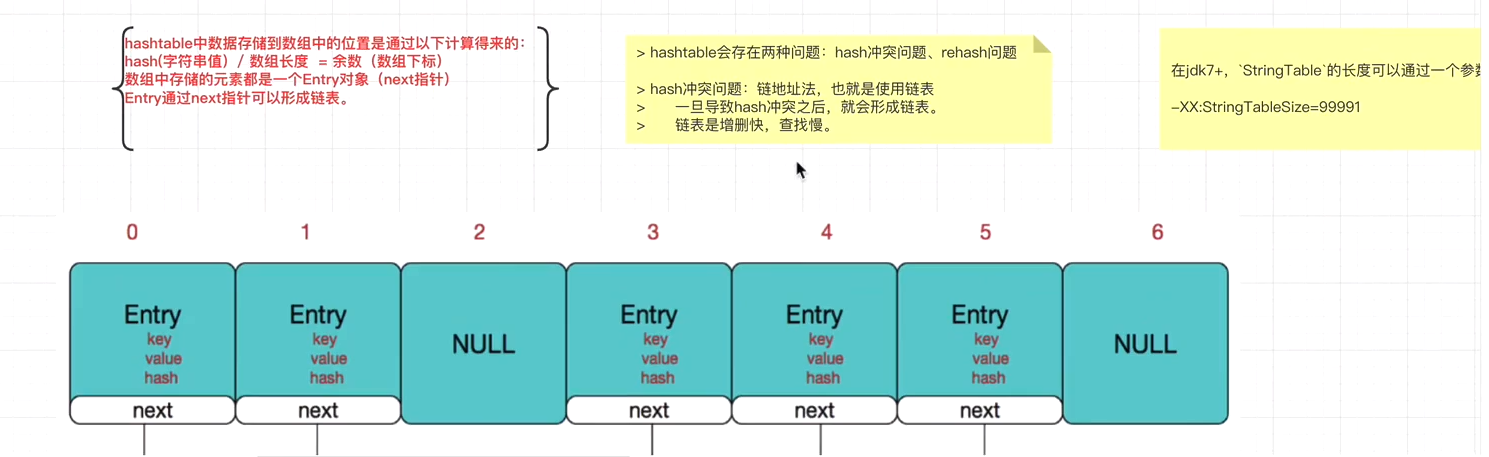 hashtable中数据存储到数组中的位置是通过以下计算得来的：
hash(字符串值) / 数组长度 = 余数（数组下标）
数组中存储的元素都是一个Entry对象（next指针）
Entry通过next指针可以形成链表。
> hashtable会存在两种问题：hash冲突问题、rehash问题
> hash冲突问题：链地址法，也就是使用链表
> 一旦导致hash冲突之后，就会形成链表。
> 链表是增删快，查找慢。
在jdk7+，`StringTable`的长度可以通过一个参
–XX:StringTableSize=99991
0 1 2 3 4 5 6
Entry Entry Entry Entry Entry
key key key key key
NULL NULL
value value value value value
hash hash hash hash hash
next next next next next